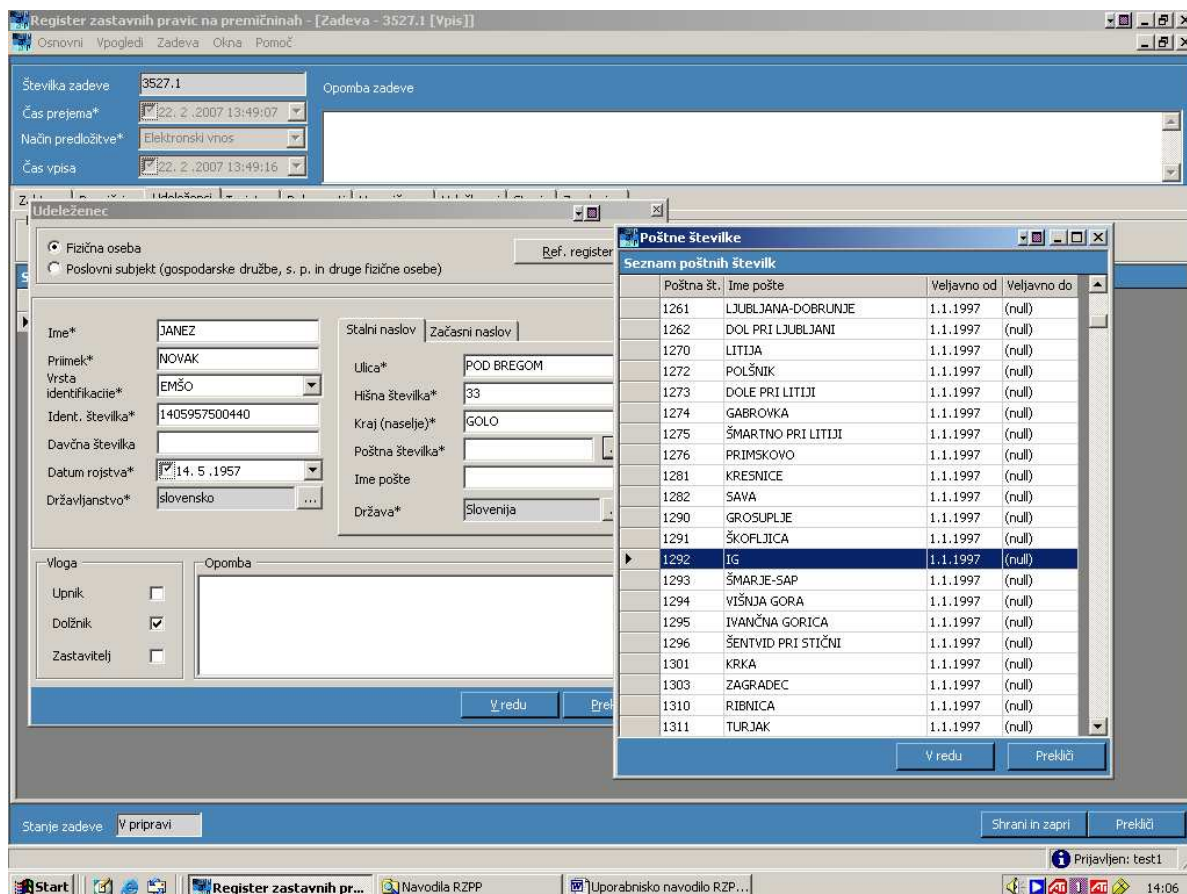 Register zastavnih pravic na premičninah - [Zadeva - 3527.1 [Vpis]]
Osnovni Vpogledi Zadeva Okna Pomoč
Številka zadeve 3527.1 Opomba zadeve
Čas prejema* 22. 2 .2007 13:49:07
Način predložitve* Elektronski vnos
Čas vpisa 22. 2 .2007 13:49:16
Udeleženci
Udeleženec
Fizična oseba
Poslovni subjekt (gospodarske družbe, s. p. in druge fizične osebe)
Ref. register
Ime* JANEZ
Priimek* NOVAK
Vrsta
identifikacije* EMŠO
Ident. številka* 1405957500440
Davčna številka
Datum rojstva* 14. 5 .1957
Državljanstvo* slovensko ...
Stalni naslov Začasni naslov
Ulica* POD BREGOM
Hišna številka* 33
Kraj (naselje)* GOLO
Poštna številka*
Ime pošte
Država* Slovenija
Vloga
Upnik
Dolžnik
Zastavitelj
Opomba
V redu
Poštne številke
Seznam poštnih številk
Poštna št. Ime pošte Veljavno od Veljavno do
1261 LJUBLJANA-DOBRUNJE 1.1.1997 (null)
1262 DOL PRI LJUBLJANI 1.1.1997 (null)
1270 LITIJA 1.1.1997 (null)
1272 POLŠNIK 1.1.1997 (null)
1273 DOLE PRI LITIJI 1.1.1997 (null)
1274 GABROVKA 1.1.1997 (null)
1275 ŠMARTNO PRI LITIJI 1.1.1997 (null)
1276 PRIMSKOVO 1.1.1997 (null)
1281 KRESNICE 1.1.1997 (null)
1282 SAVA 1.1.1997 (null)
1290 GROSUPLJE 1.1.1997 (null)
1291 ŠKOFLJICA 1.1.1997 (null)
1292 IG 1.1.1997 (null)
1293 ŠMARJE-SAP 1.1.1997 (null)
1294 VIŠNJA GORA 1.1.1997 (null)
1295 IVANČNA GORICA 1.1.1997 (null)
1296 ŠENTVID PRI STIČNI 1.1.1997 (null)
1301 KRKA 1.1.1997 (null)
1303 ZAGRADEC 1.1.1997 (null)
1310 RIBNICA 1.1.1997 (null)
1311 TURJAK 1.1.1997 (null)
V redu Prekliči
Stanje zadeve V pripravi
Shrani in zapri Prekliči
Prijavljen: test1
Start Register zastavnih pr... Navodila RZPP Uporabnisko navodilo RZP... 14:06